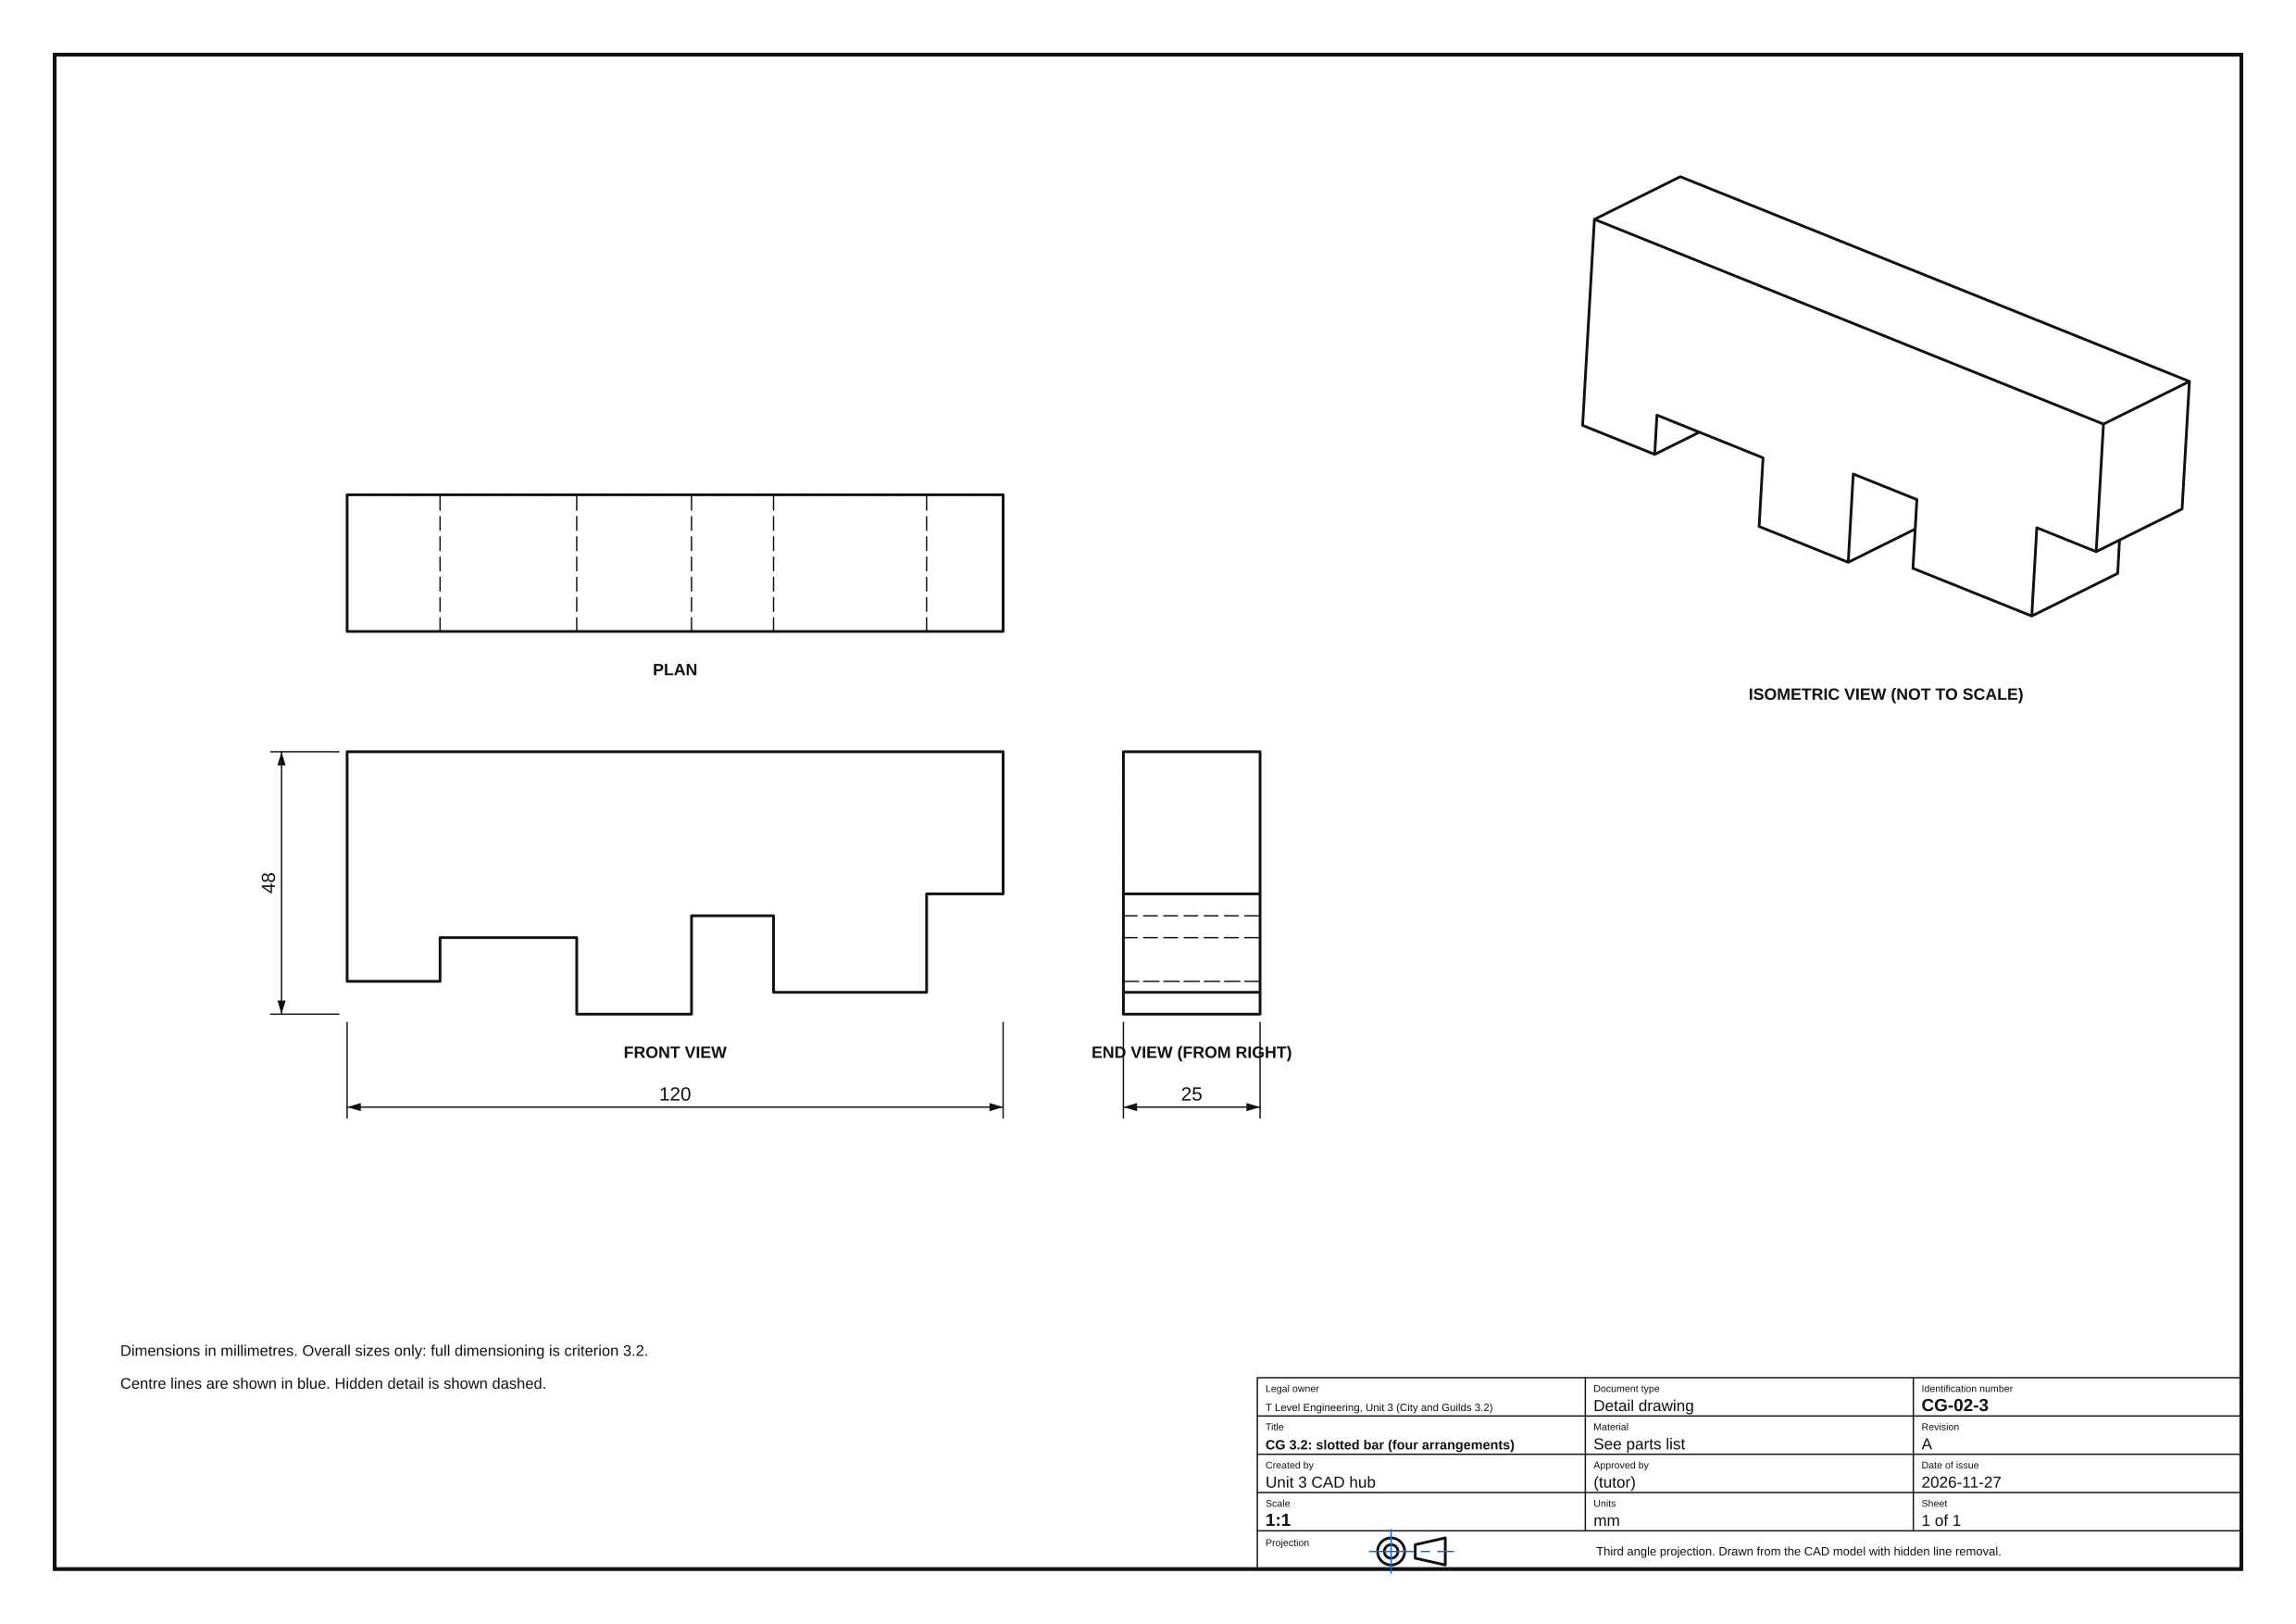 PLAN
ISOMETRIC VIEW (NOT TO SCALE)
48
FRONT VIEW
END VIEW (FROM RIGHT)
120
25
Dimensions in millimetres. Overall sizes only: full dimensioning is criterion 3.2.
Centre lines are shown in blue. Hidden detail is shown dashed.
Legal owner
T Level Engineering, Unit 3 (City and Guilds 3.2)
Document type
Detail drawing
Identification number
CG-02-3
Title
CG 3.2: slotted bar (four arrangements)
Material
See parts list
Revision
A
Created by
Unit 3 CAD hub
Approved by
(tutor)
Date of issue
2026-11-27
Scale
1:1
Units
mm
Sheet
1 of 1
Projection
Third angle projection. Drawn from the CAD model with hidden line removal.